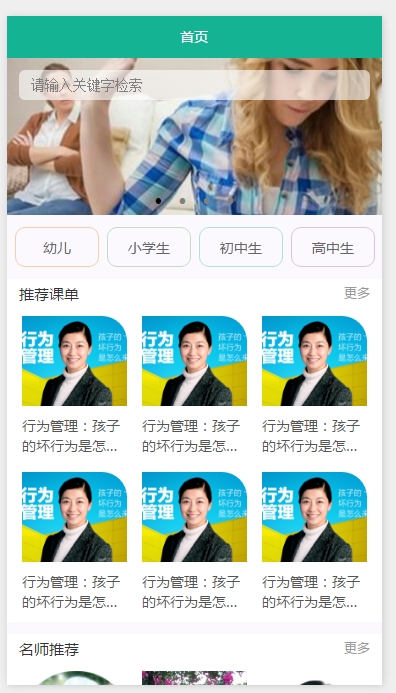 首页
请输入关键字检索
幼儿 小学生 初中生 高中生
推荐课单 更多
行为 孩子的
管理 坏行为
是怎么来
行为 孩子的
管理 坏行为
是怎么来
行为 孩子的
管理 坏行为
是怎么来
行为管理：孩子 行为管理：孩子 行为管理：孩子
的坏行为是怎... 的坏行为是怎... 的坏行为是怎...
行为 孩子的
管理 坏行为
是怎么来
行为 孩子的
管理 坏行为
是怎么来
行为 孩子的
管理 坏行为
是怎么来
行为管理：孩子 行为管理：孩子 行为管理：孩子
的坏行为是怎... 的坏行为是怎... 的坏行为是怎...
名师推荐 更多